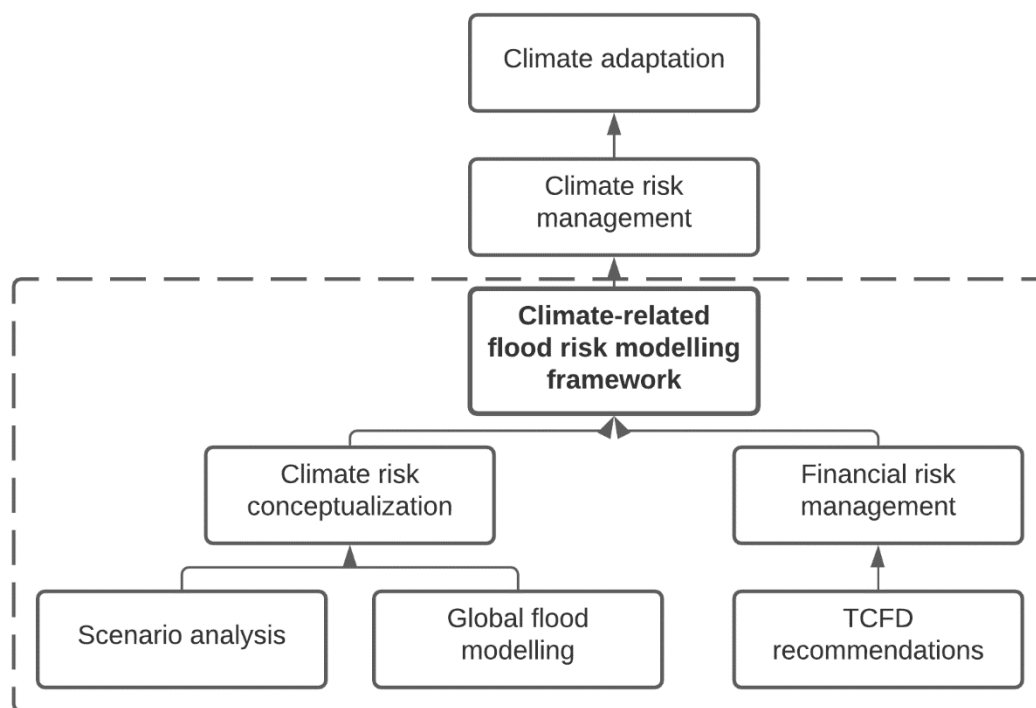 Climate adaptation
Climate risk
management
Climate-related
flood risk modelling
framework
Climate risk
conceptualization
Financial risk
management
Scenario analysis
Global flood
modelling
TCFD
recommendations